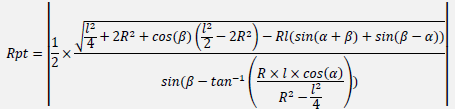 Rpt = |1/2 × √(l²/4 + 2R² + cos(β)(l²/2 − 2R²) − Rl(sin(α + β) + sin(β − α))) / sin(β − tan⁻¹((R × l × cos(α)) / (R² − l²/4)))|